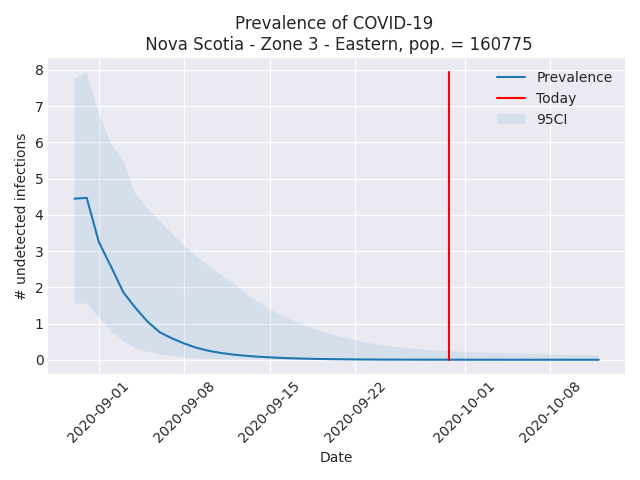 Prevalence of COVID-19
Nova Scotia - Zone 3 - Eastern, pop. = 160775
Prevalence
Today
95CI
# undetected infections
8
7
6
5
4
3
2
1
0
2020-09-01
2020-09-08
2020-09-15
2020-09-22
2020-10-01
2020-10-08
Date